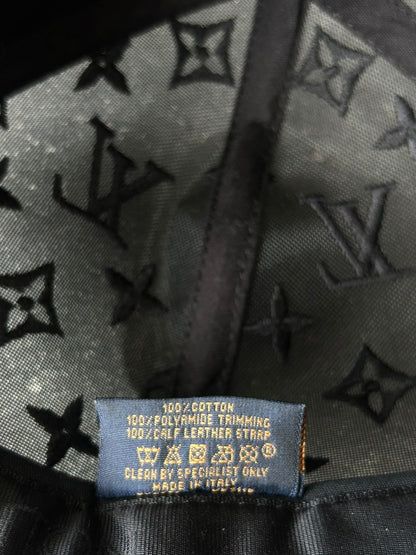 100%COTTON
100%POLYAMIDE TRIMMING
100%CALF LEATHER STRAP
CLEAN BY SPECIALIST ONLY
MADE IN ITALY